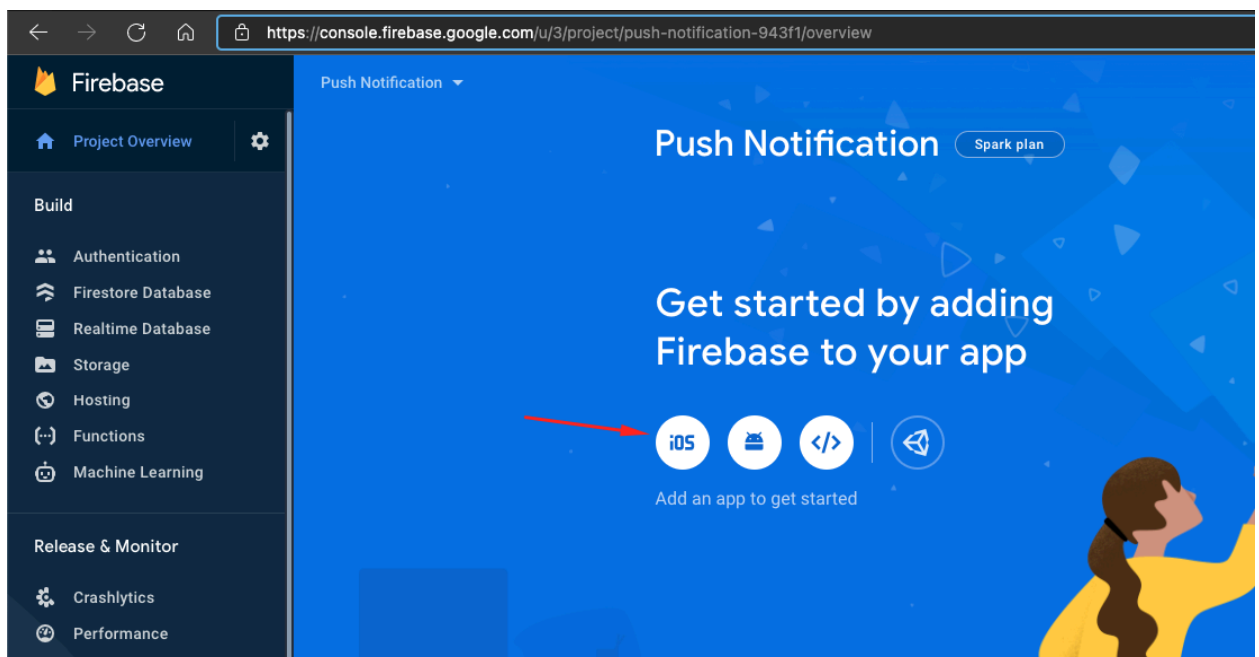 https://console.firebase.google.com/u/3/project/push-notification-943f1/overview
Firebase
Push Notification
Project Overview
Push Notification
Spark plan
Build
Authentication
Firestore Database
Realtime Database
Storage
Hosting
Functions
Machine Learning
Get started by adding
Firebase to your app
iOS
</>
Add an app to get started
Release & Monitor
Crashlytics
Performance